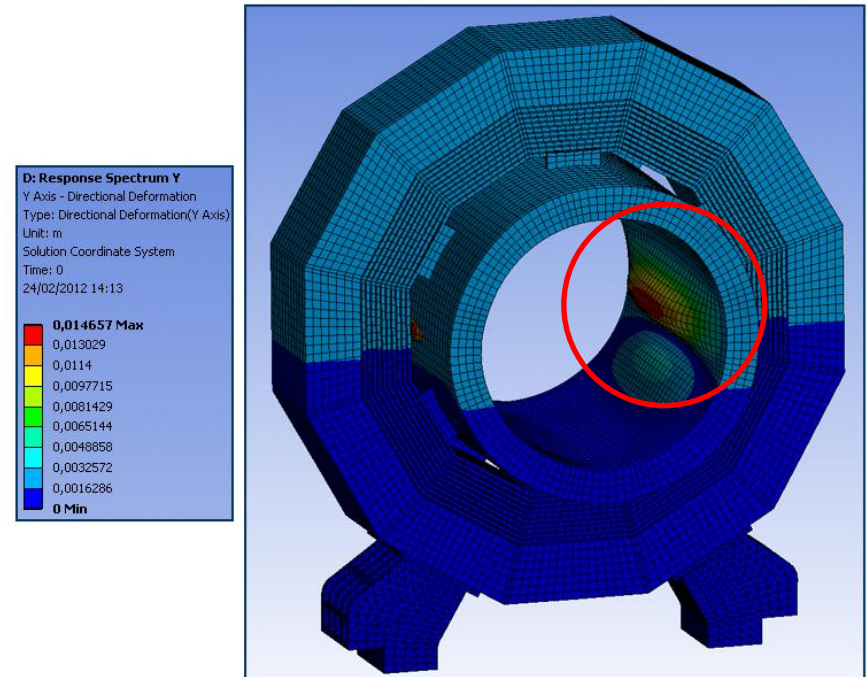 D: Response Spectrum Y
Y Axis - Directional Deformation
Type: Directional Deformation(Y Axis)
Unit: m
Solution Coordinate System
Time: 0
24/02/2012 14:13
0,014657 Max
0,013029
0,0114
0,0097715
0,0081429
0,0065144
0,0048858
0,0032572
0,0016286
0 Min